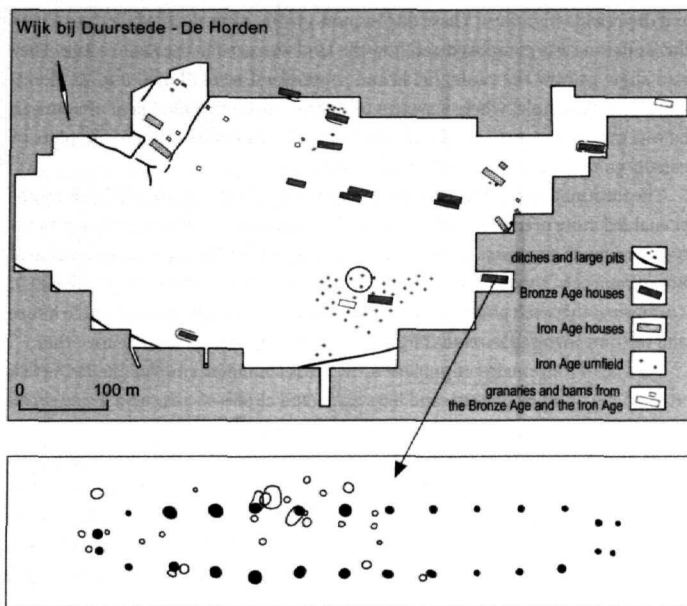 Wijk bij Duurstede - De Horden
ditches and large pits
Bronze Age houses
Iron Age houses
Iron Age urnfield
granaries and barns from
the Bronze Age and the Iron Age
0 100 m